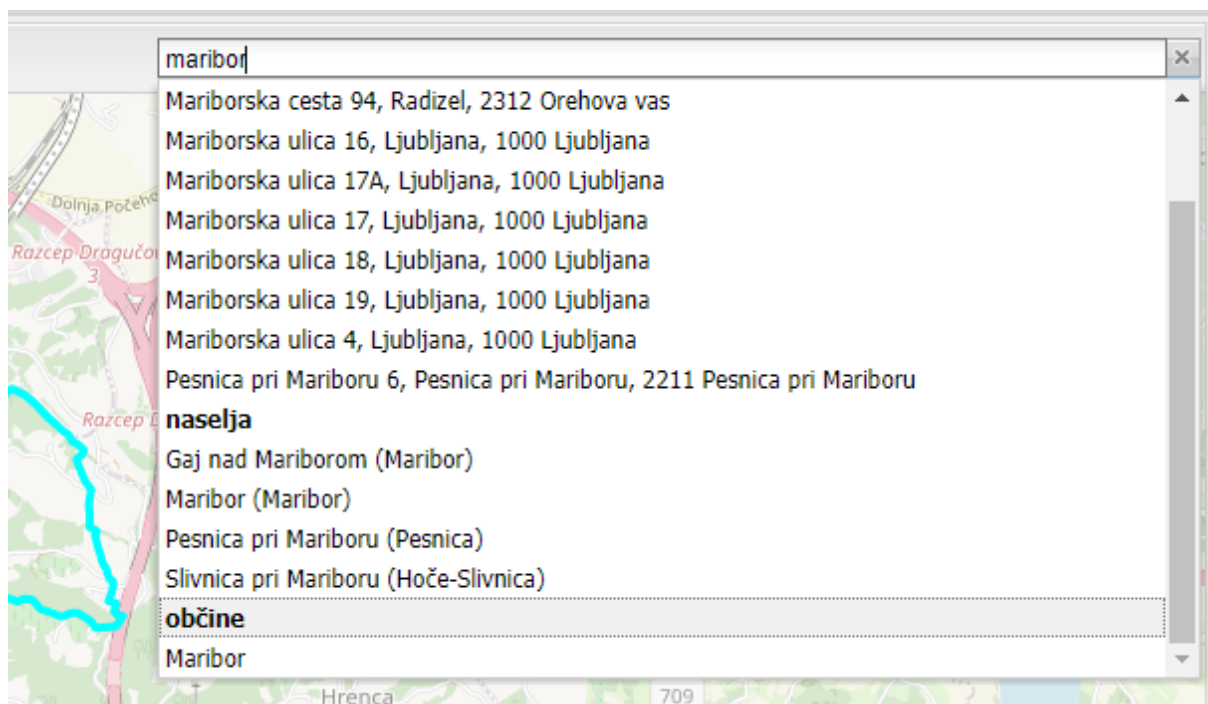 maribor
Mariborska cesta 94, Radizel, 2312 Orehova vas
Mariborska ulica 16, Ljubljana, 1000 Ljubljana
Mariborska ulica 17A, Ljubljana, 1000 Ljubljana
Dolnja Počeho
Mariborska ulica 17, Ljubljana, 1000 Ljubljana
Razcep Dragučo
3
Mariborska ulica 18, Ljubljana, 1000 Ljubljana
Mariborska ulica 19, Ljubljana, 1000 Ljubljana
Mariborska ulica 4, Ljubljana, 1000 Ljubljana
Pesnica pri Mariboru 6, Pesnica pri Mariboru, 2211 Pesnica pri Mariboru
Razcep
naselja
Gaj nad Mariborom (Maribor)
Maribor (Maribor)
Pesnica pri Mariboru (Pesnica)
Slivnica pri Mariboru (Hoče-Slivnica)
občine
Maribor
Hrenca
709